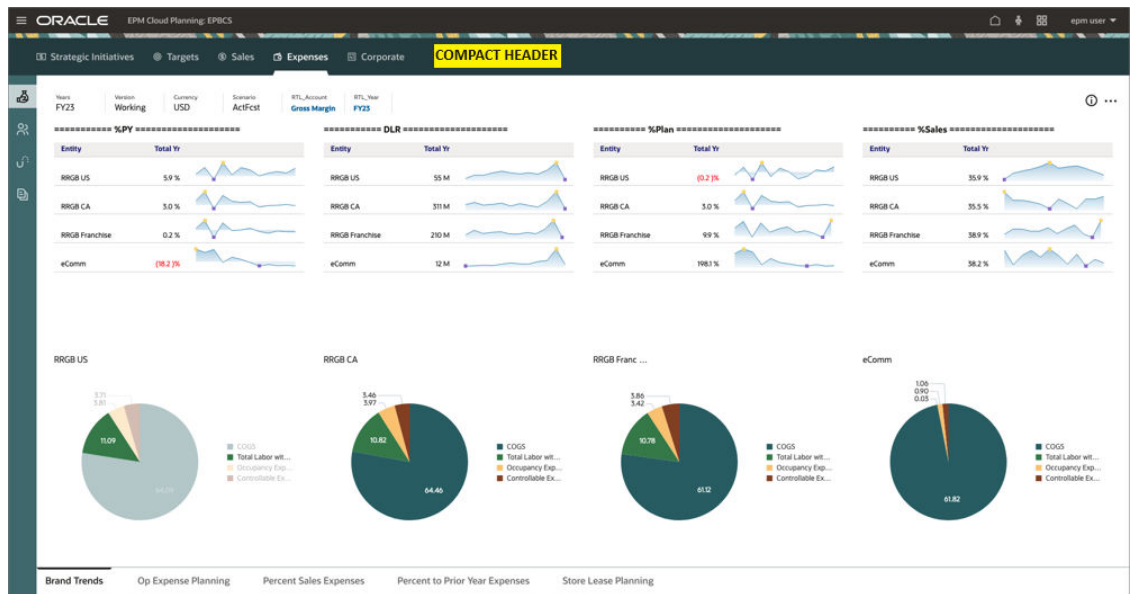 ORACLE EPM Cloud Planning: EPBCS epm user
Strategic Initiatives Targets Sales Expenses Corporate COMPACT HEADER
Years Version Currency Scenario RTL_Account RTL_Year
FY23 Working USD ActFcst Gross Margin FY23
=========== %PY ==================== =========== DLR ==================== ========== %Plan ==================== ========== %Sales ====================
Entity Total Yr Entity Total Yr Entity Total Yr Entity Total Yr
RRGB US 5.9 % RRGB US 55 M RRGB US (0.2 )% RRGB US 35.9 %
RRGB CA 3.0 % RRGB CA 311 M RRGB CA 3.0 % RRGB CA 35.5 %
RRGB Franchise 0.2 % RRGB Franchise 210 M RRGB Franchise 9.9 % RRGB Franchise 38.9 %
eComm (18.2 )% eComm 12 M eComm 198.1 % eComm 38.2 %
RRGB US RRGB CA RRGB Franc ... eComm
3.46 3.86 1.06
3.81 3.97 3.42 0.90
0.03
11.09 10.82 10.78
COGS COGS COGS COGS
Total Labor wit... Total Labor wit... Total Labor wit... Total Labor wit...
Occupancy Exp... Occupancy Exp... Occupancy Exp... Occupancy Exp...
Controllable Ex... Controllable Ex... Controllable Ex... Controllable Ex...
64.46 61.12 61.82
Brand Trends Op Expense Planning Percent Sales Expenses Percent to Prior Year Expenses Store Lease Planning